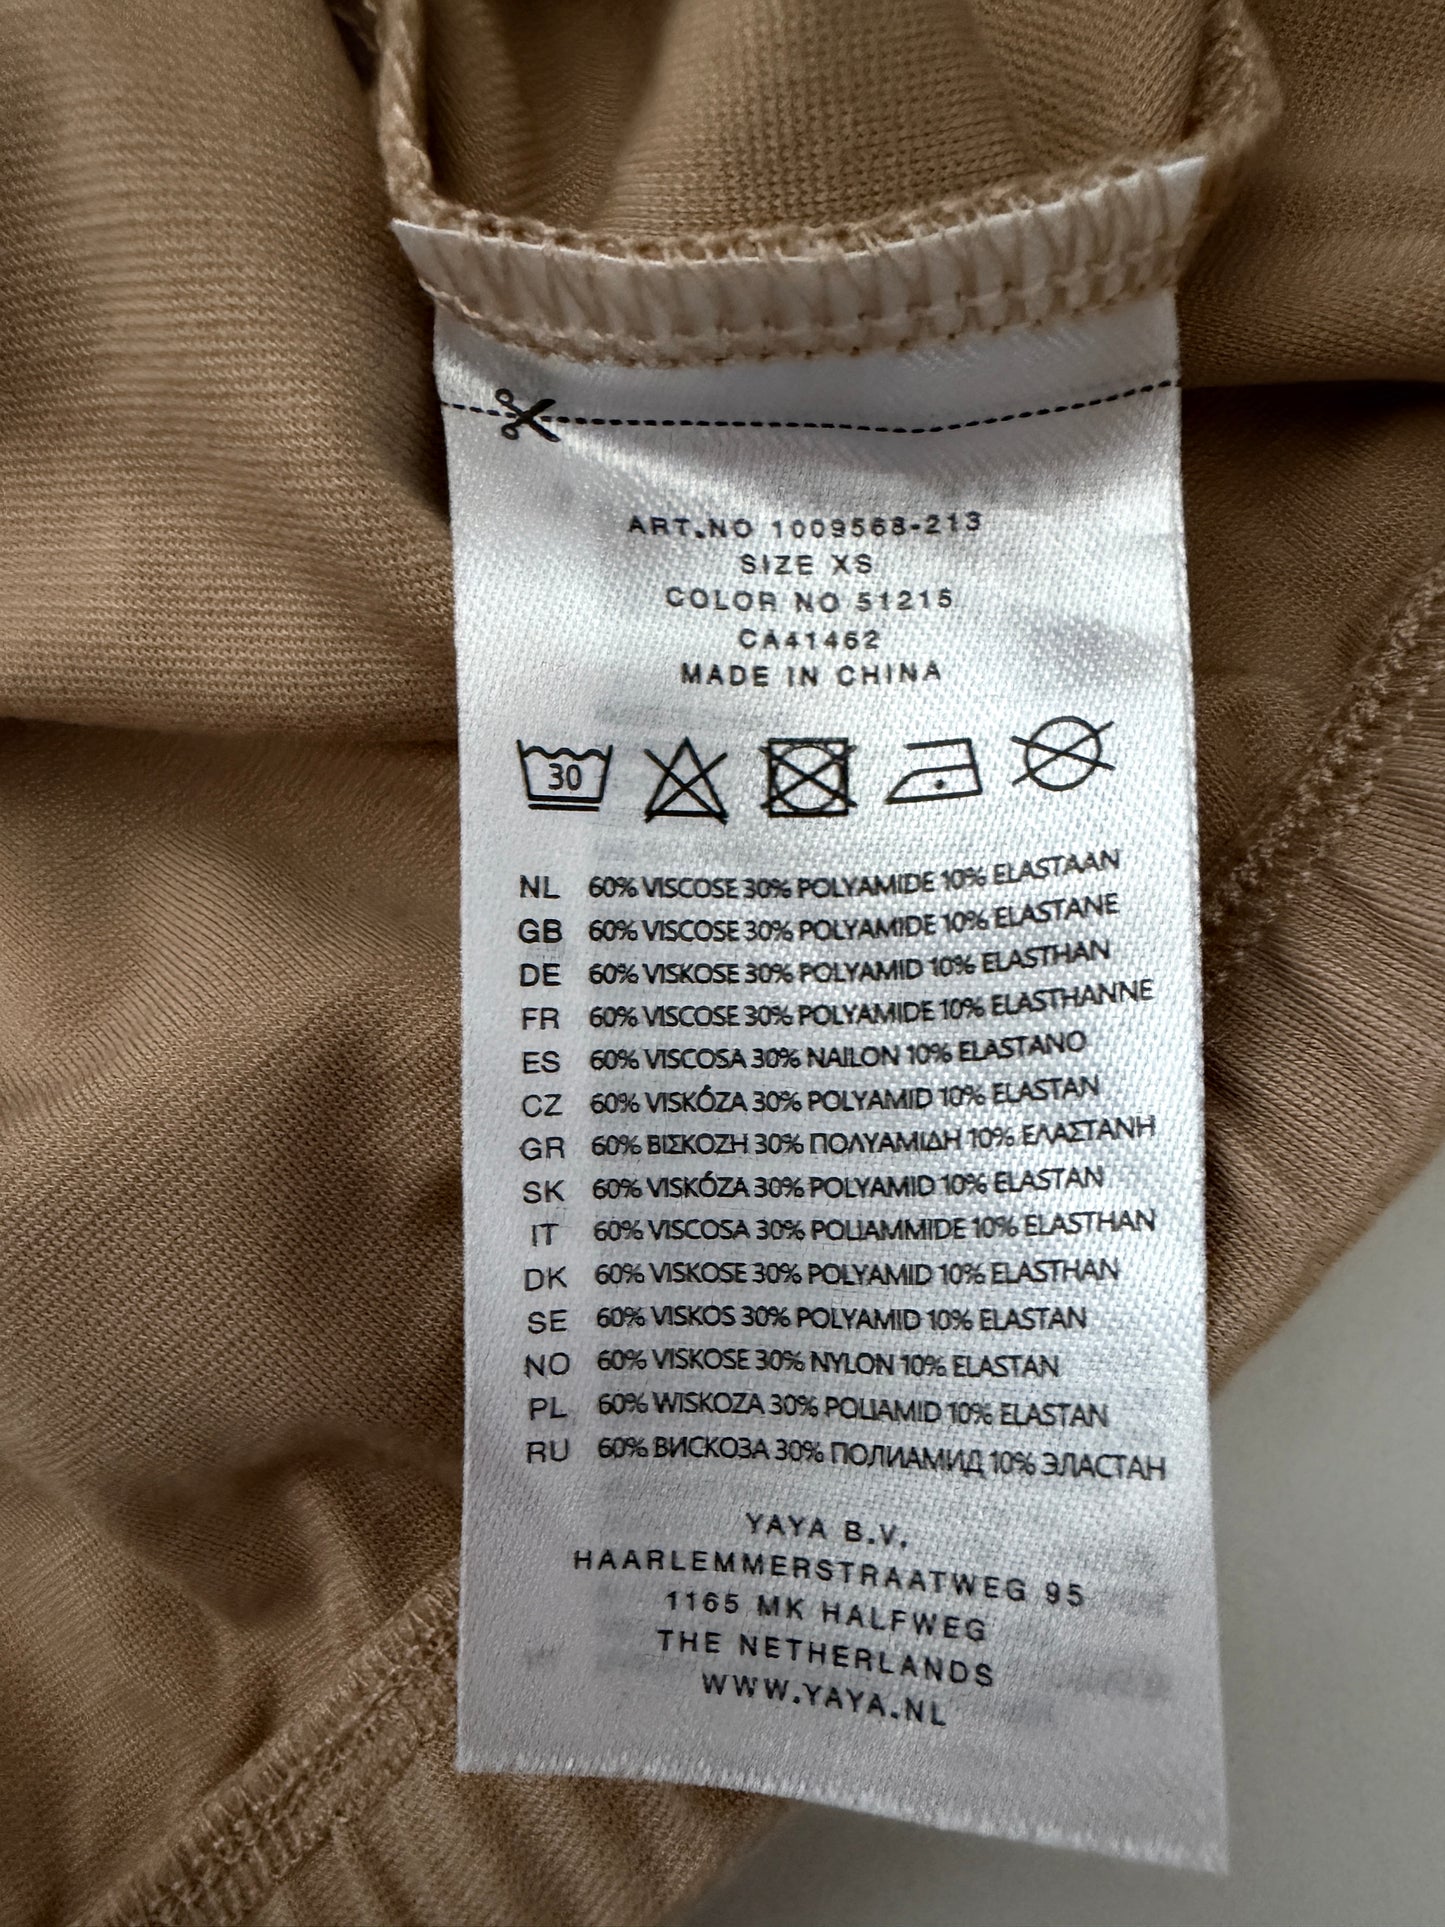 ART.NO 1009568-213
SIZE XS
COLOR NO 51215
CA41462
MADE IN CHINA
30
NL 60% VISCOSE 30% POLYAMIDE 10% ELASTAAN
GB 60% VISCOSE 30% POLYAMIDE 10% ELASTANE
DE 60% VISKOSE 30% POLYAMID 10% ELASTHAN
FR 60% VISCOSE 30% POLYAMIDE 10% ELASTHANNE
ES 60% VISCOSA 30% NAILON 10% ELASTANO
CZ 60% VISKÓZA 30% POLYAMID 10% ELASTAN
GR 60% ΒΙΣΚΟΖΗ 30% ΠΟΛΥΑΜΙΔΗ 10% ΕΛΑΣΤΑΝΗ
SK 60% VISKÓZA 30% POLYAMID 10% ELASTAN
IT 60% VISCOSA 30% POLIAMMIDE 10% ELASTHAN
DK 60% VISKOSE 30% POLYAMID 10% ELASTHAN
SE 60% VISKOS 30% POLYAMID 10% ELASTAN
NO 60% VISKOSE 30% NYLON 10% ELASTAN
PL 60% WISKOZA 30% POLIAMID 10% ELASTAN
RU 60% ВИСКОЗА 30% ПОЛИАМИД 10% ЭЛАСТАН
YAYA B.V.
HAARLEMMERSTRAATWEG 95
1165 MK HALFWEG
THE NETHERLANDS
WWW.YAYA.NL